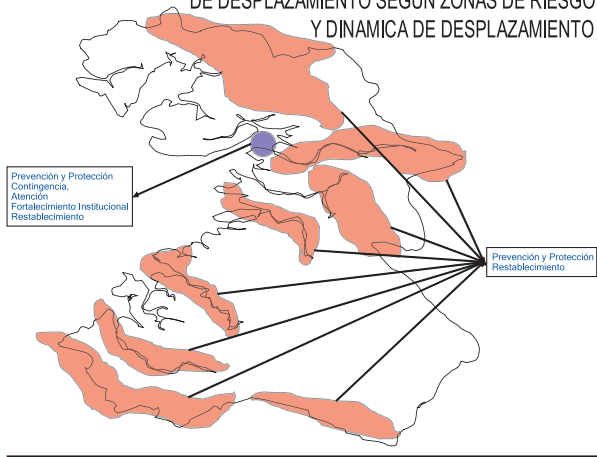 DE DESPLAZAMIENTO SEGÚN ZONAS DE RIESGO
Y DINAMICA DE DESPLAZAMIENTO
Prevención y Protección
Contingencia,
Atención
Fortalecimiento Institucional
Restablecimiento
Prevención y Protección
Restablecimiento